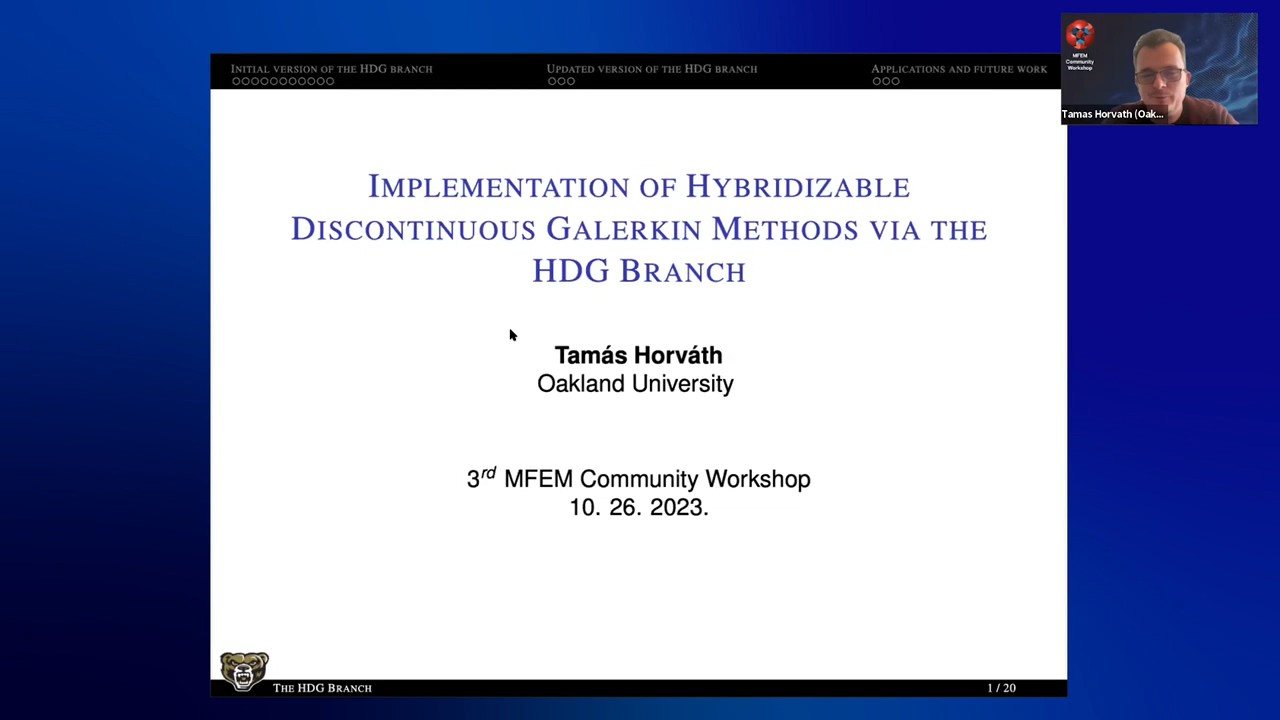 INITIAL VERSION OF THE HDG BRANCH
UPDATED VERSION OF THE HDG BRANCH
APPLICATIONS AND FUTURE WORK
MFEM
Community
Workshop
Tamas Horvath (Oak...
IMPLEMENTATION OF HYBRIDIZABLE
DISCONTINUOUS GALERKIN METHODS VIA THE
HDG BRANCH
Tamás Horváth
Oakland University
3rd MFEM Community Workshop
10. 26. 2023.
THE HDG BRANCH
1 / 20